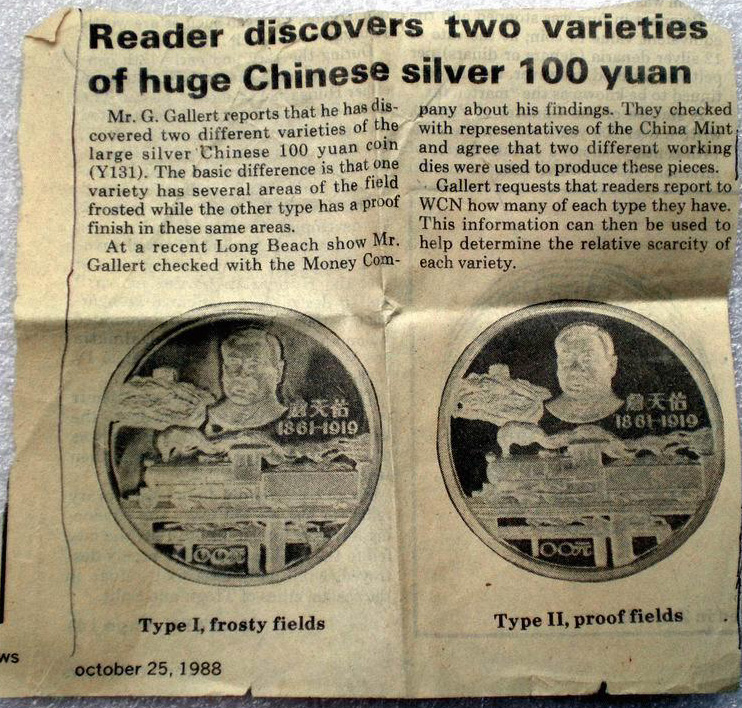 Reader discovers two varieties
of huge Chinese silver 100 yuan
Mr. G. Gallert reports that he has dis-
covered two different varieties of the
large silver Chinese 100 yuan coin
(Y131). The basic difference is that one
variety has several areas of the field
frosted while the other type has a proof
finish in these same areas.
At a recent Long Beach show Mr.
Gallert checked with the Money Com-
pany about his findings. They checked
with representatives of the China Mint
and agree that two different working
dies were used to produce these pieces.
Gallert requests that readers report to
WCN how many of each type they have.
This information can then be used to
help determine the relative scarcity of
each variety.
詹天佑
1861-1919
100元
詹天佑
1861-1919
100元
Type I, frosty fields
Type II, proof fields
ws
october 25, 1988